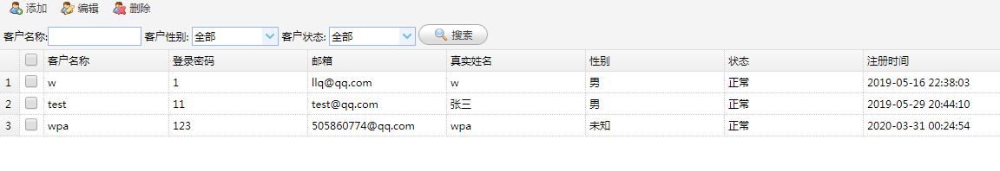 添加 编辑 删除
客户名称: 客户性别: 全部 客户状态: 全部 搜索
客户名称 登录密码 邮箱 真实姓名 性别 状态 注册时间
1 w 1 llq@qq.com w 男 正常 2019-05-16 22:38:03
2 test 11 test@qq.com 张三 男 正常 2019-05-29 20:44:10
3 wpa 123 505860774@qq.com wpa 未知 正常 2020-03-31 00:24:54